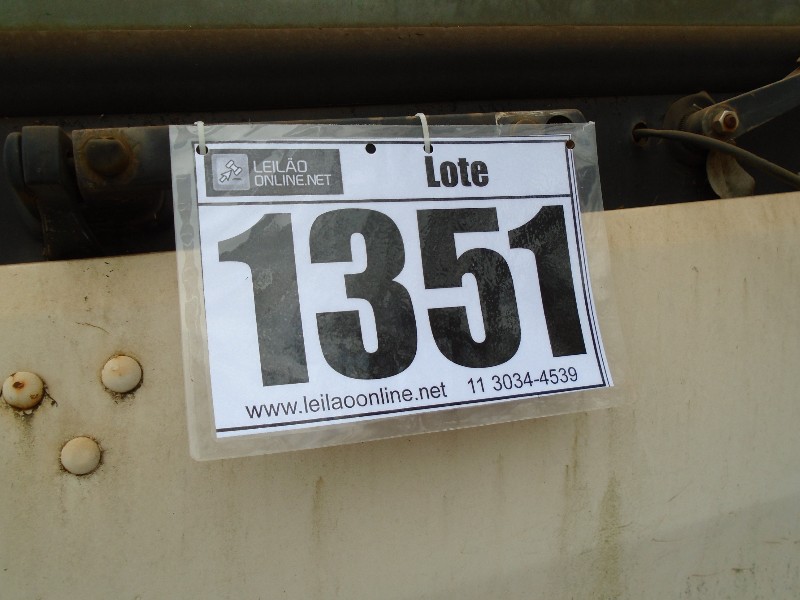 LEILÃO
ONLINE.NET
Lote
1351
www.leilaoonline.net 11 3034-4539